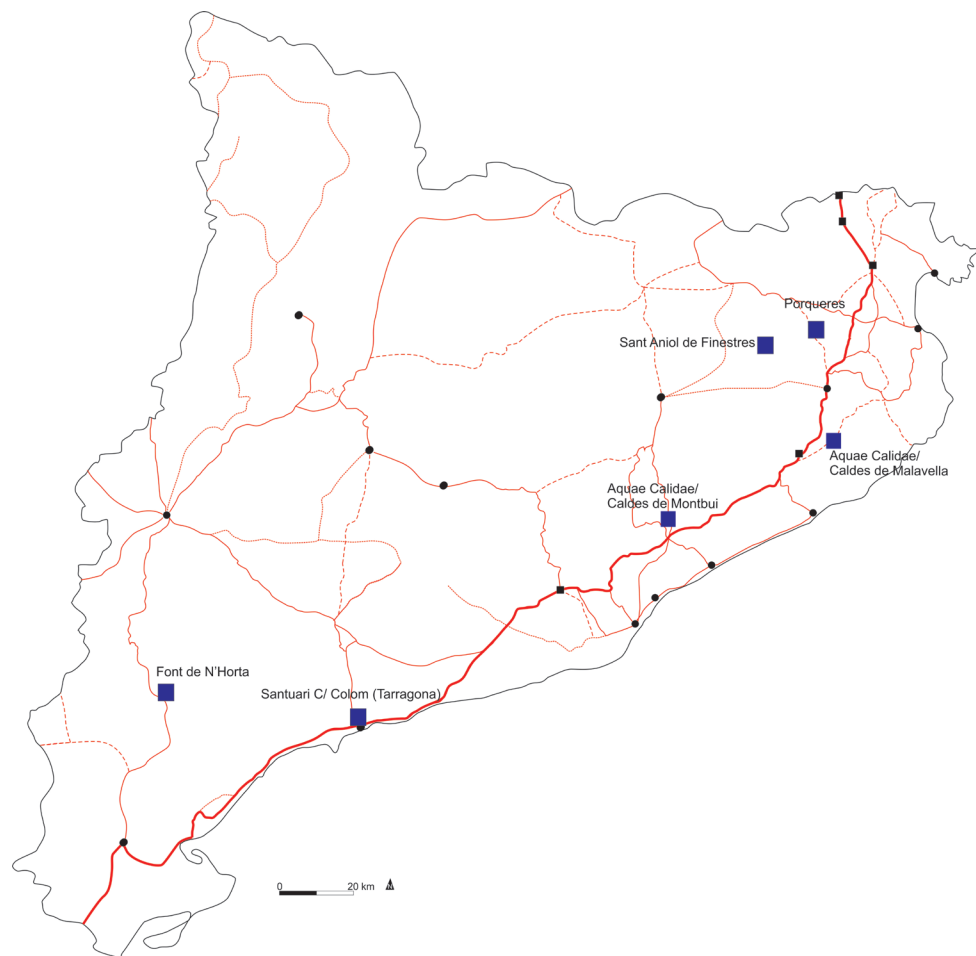 Porqueres
Sant Aniol de Finestres
Aquae Calidae/
Caldes de Malavella
Aquae Calidae/
Caldes de Montbui
Font de N'Horta
Santuari C/ Colom (Tarragona)
0 20 km N